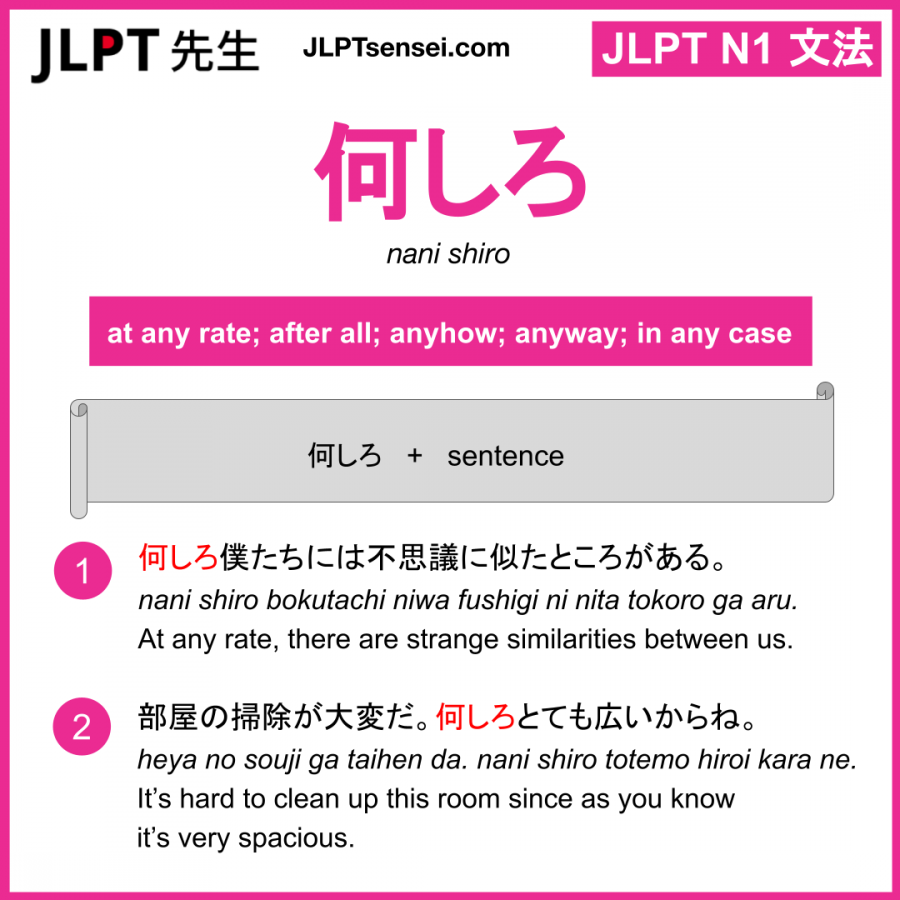 JLPT 先生
JLPTsensei.com
JLPT N1 文法
何しろ
nani shiro
at any rate; after all; anyhow; anyway; in any case
何しろ + sentence
1
何しろ僕たちには不思議に似たところがある。
nani shiro bokutachi niwa fushigi ni nita tokoro ga aru.
At any rate, there are strange similarities between us.
2
部屋の掃除が大変だ。何しろとても広いからね。
heya no souji ga taihen da. nani shiro totemo hiroi kara ne.
It’s hard to clean up this room since as you know
it’s very spacious.